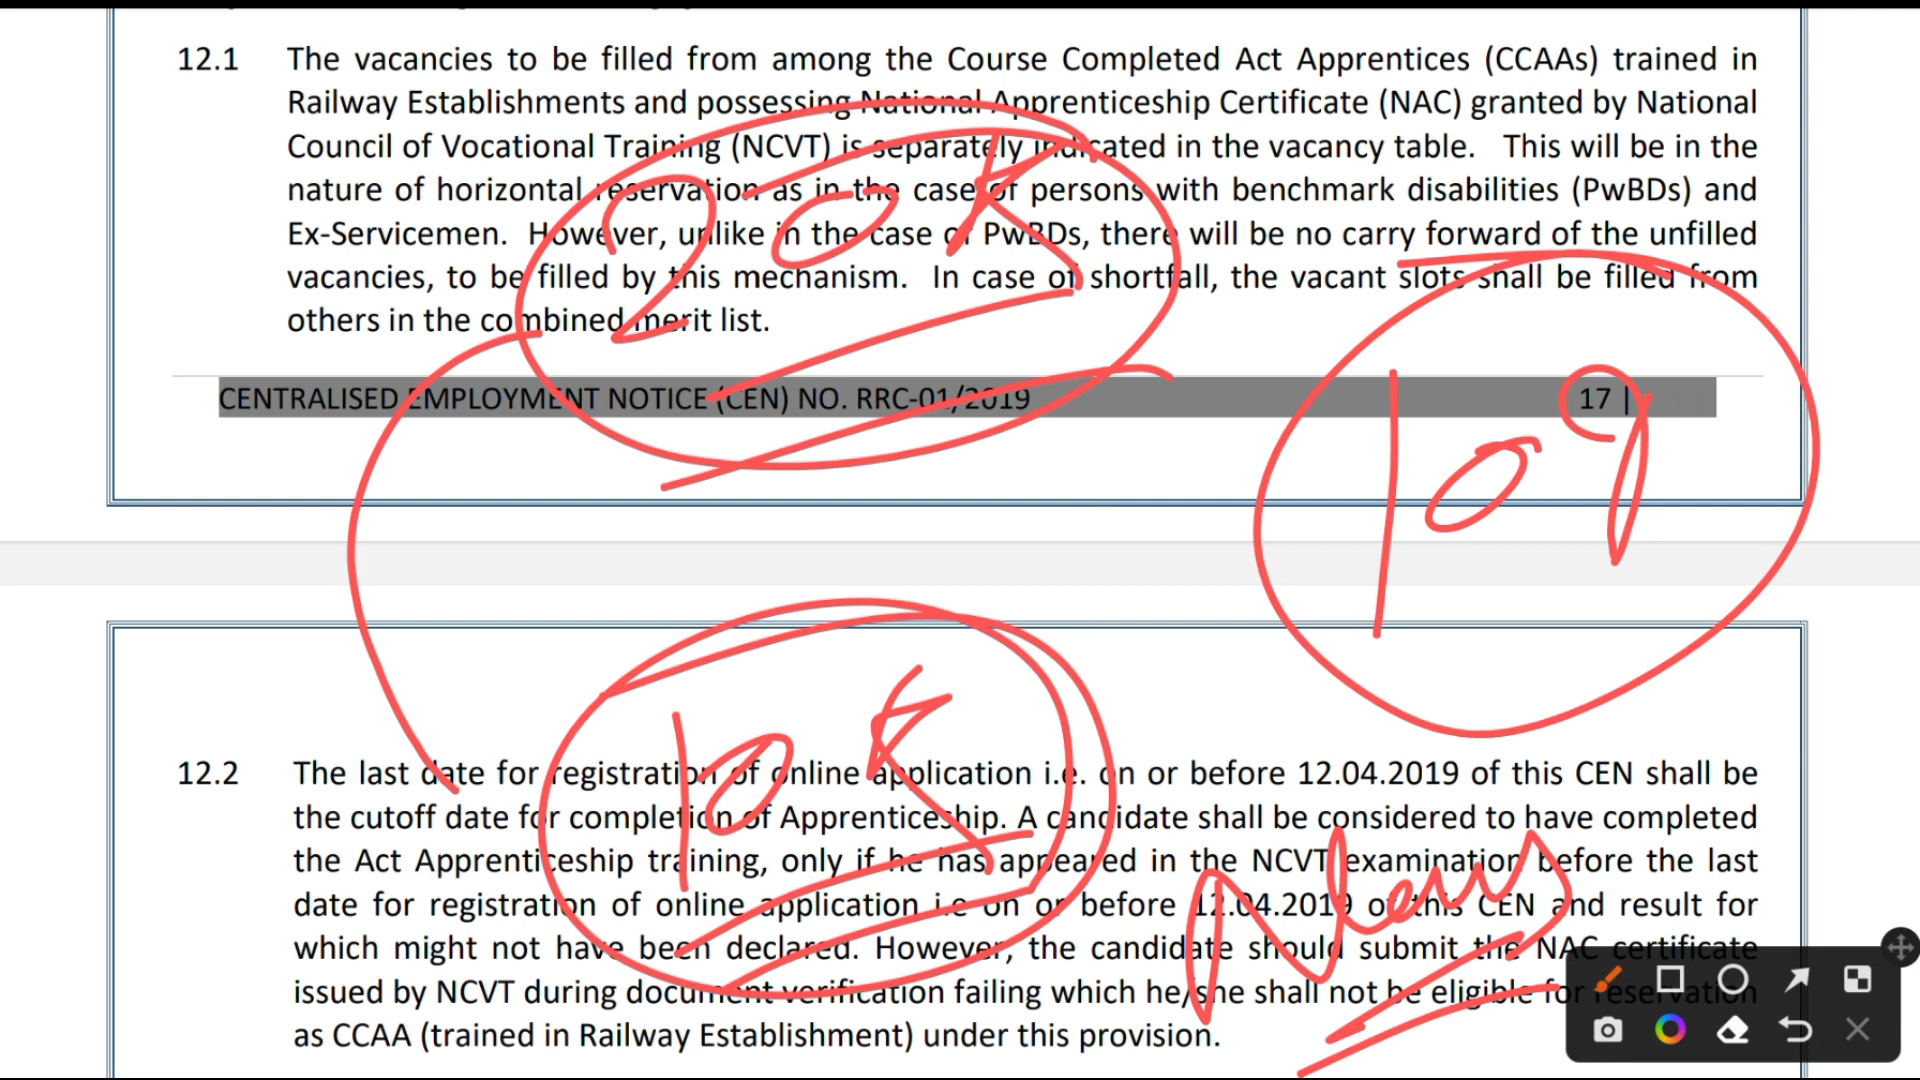 12.1 The vacancies to be filled from among the Course Completed Act Apprentices (CCAAs) trained in
Railway Establishments and possessing National Apprenticeship Certificate (NAC) granted by National
Council of Vocational Training (NCVT) is separately indicated in the vacancy table. This will be in the
nature of horizontal reservation as in the case of persons with benchmark disabilities (PwBDs) and
Ex-Servicemen. However, unlike in the case of PwBDs, there will be no carry forward of the unfilled
vacancies, to be filled by this mechanism. In case of shortfall, the vacant slots shall be filled from
others in the combined merit list.
20K
CENTRALISED EMPLOYMENT NOTICE (CEN) NO. RRC-01/2019 17 |
109
10K
12.2 The last date for registration of online application i.e. on or before 12.04.2019 of this CEN shall be
the cutoff date for completion of Apprenticeship. A candidate shall be considered to have completed
the Act Apprenticeship training, only if he has appeared in the NCVT examination before the last
date for registration of online application i.e on or before 12.04.2019 of this CEN and result for
which might not have been declared. However, the candidate should submit the NAC certificate
issued by NCVT during document verification failing which he/she shall not be eligible for reservation
as CCAA (trained in Railway Establishment) under this provision.